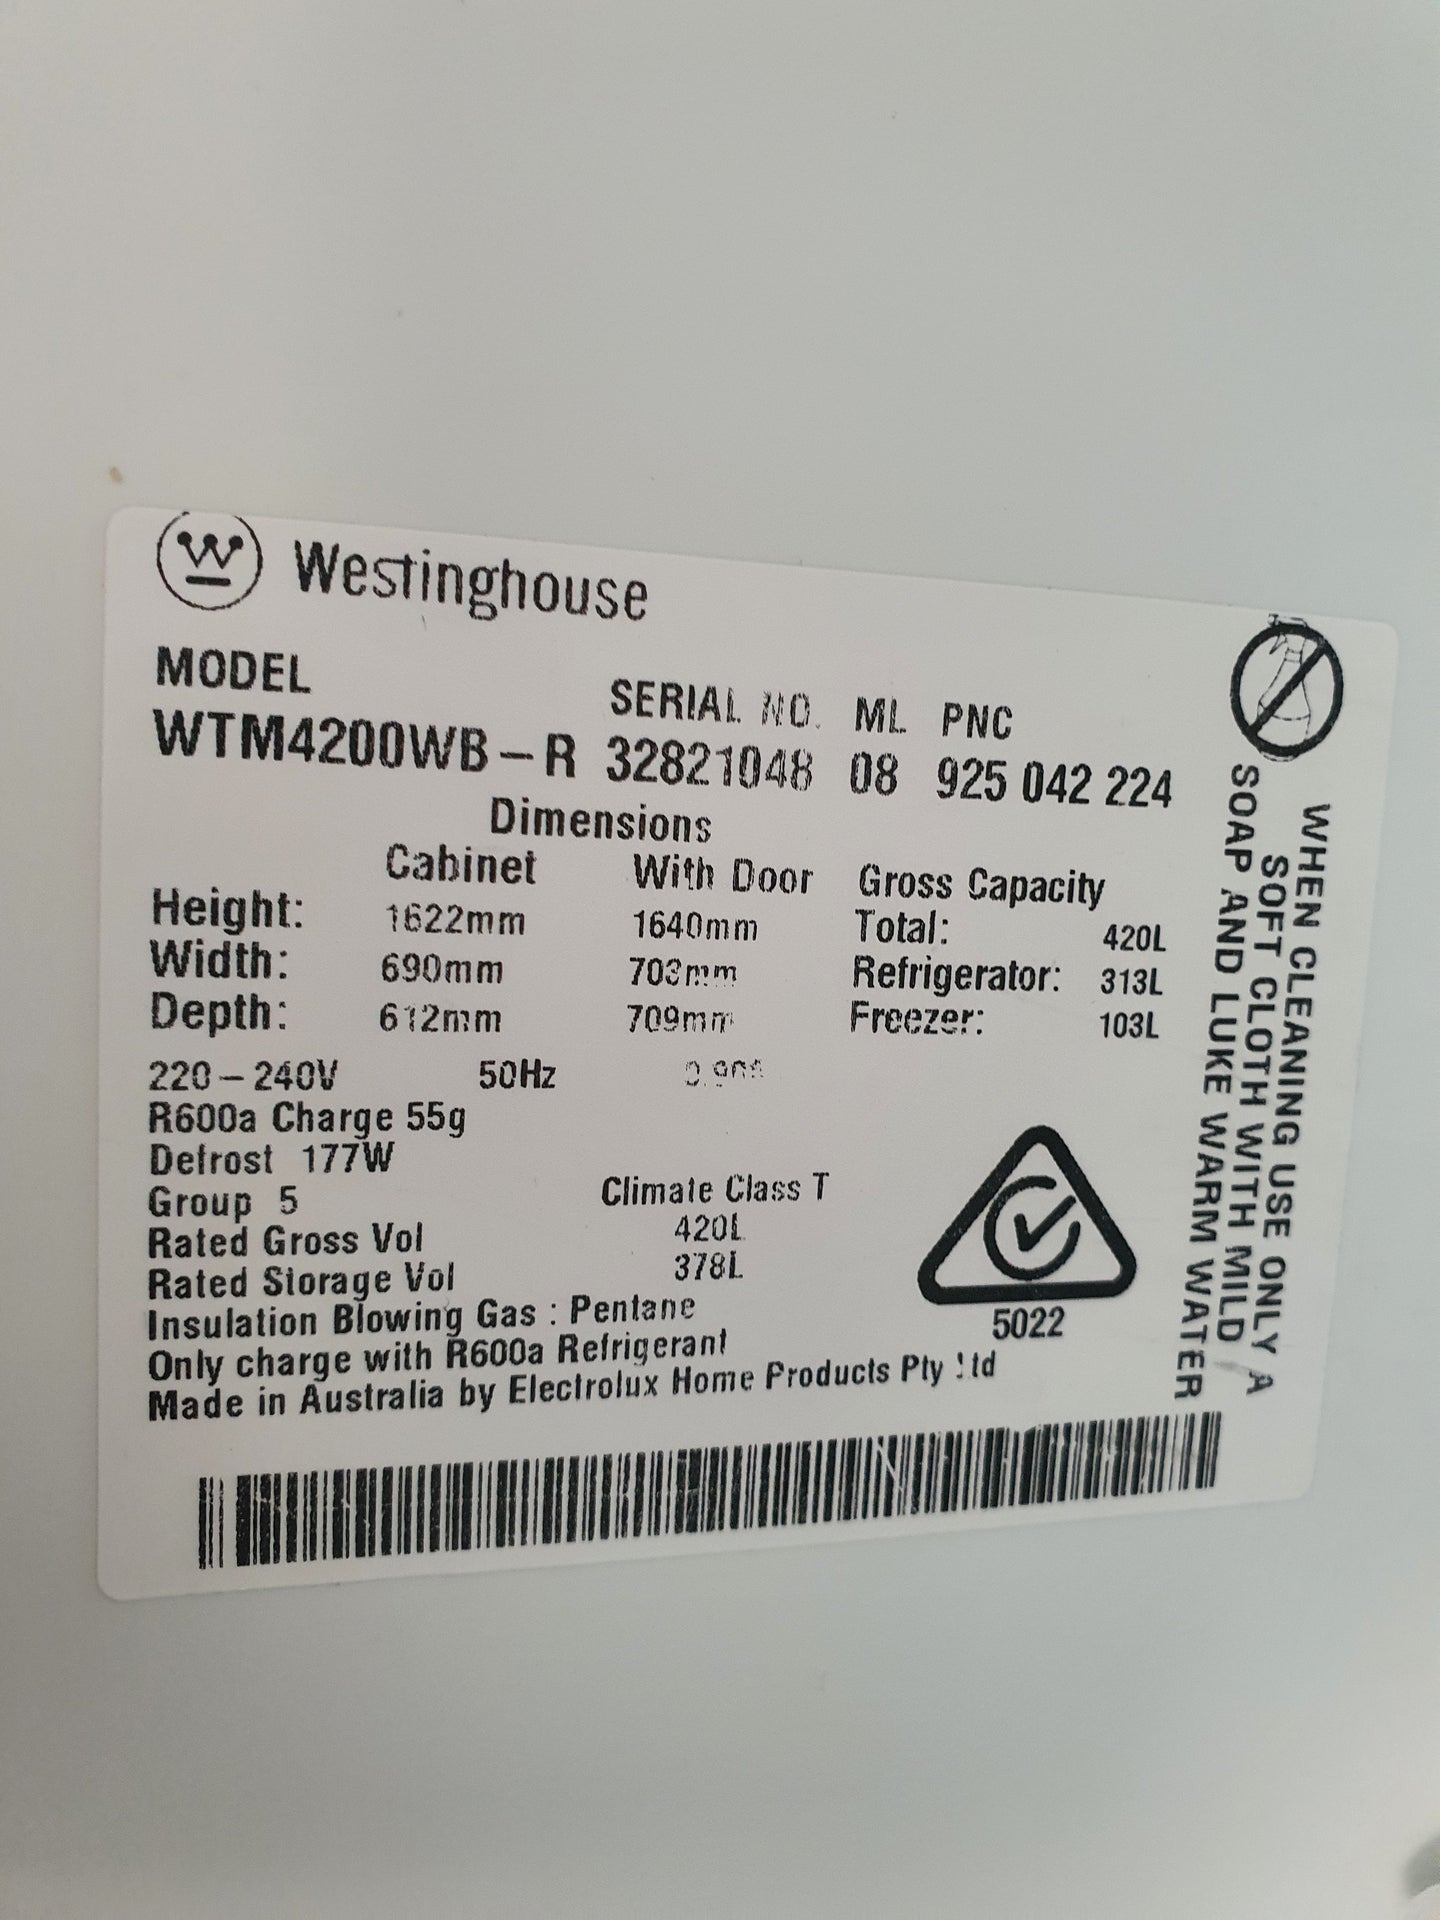 Westinghouse
MODEL SERIAL NO. ML PNC
WTM4200WB-R 32821048 08 925 042 224
Dimensions
Cabinet With Door Gross Capacity
Height: 1622mm 1640mm Total: 420L
Width: 690mm 703mm Refrigerator: 313L
Depth: 612mm 709mm Freezer: 103L
220-240V 50Hz
R600a Charge 55g
Defrost 177W
Group 5 Climate Class T
Rated Gross Vol 420L
Rated Storage Vol 378L
Insulation Blowing Gas : Pentane
Only charge with R600a Refrigerant
Made in Australia by Electrolux Home Products Pty Ltd
5022
WHEN CLEANING USE ONLY A
SOFT CLOTH WITH MILD
SOAP AND LUKE WARM WATER